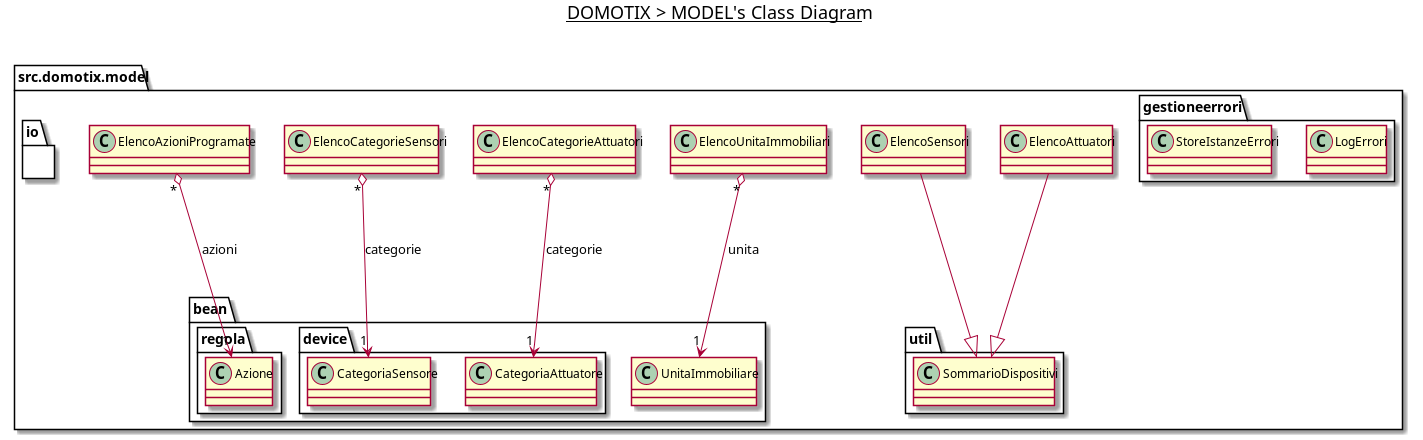 DOMOTIX > MODEL's Class Diagram
src.domotix.model
io
C ElencoAzioniProgramate
C ElencoCategorieSensori
C ElencoCategorieAttuatori
C ElencoUnitaImmobiliari
C ElencoSensori
C ElencoAttuatori
gestioneerrori
C StoreIstanzeErrori
C LogErrori
*
*
*
*
azioni
categorie
categorie
unita
bean
regola
device
1
1
1
util
C Azione
C CategoriaSensore
C CategoriaAttuatore
C UnitaImmobiliare
C SommarioDispositivi